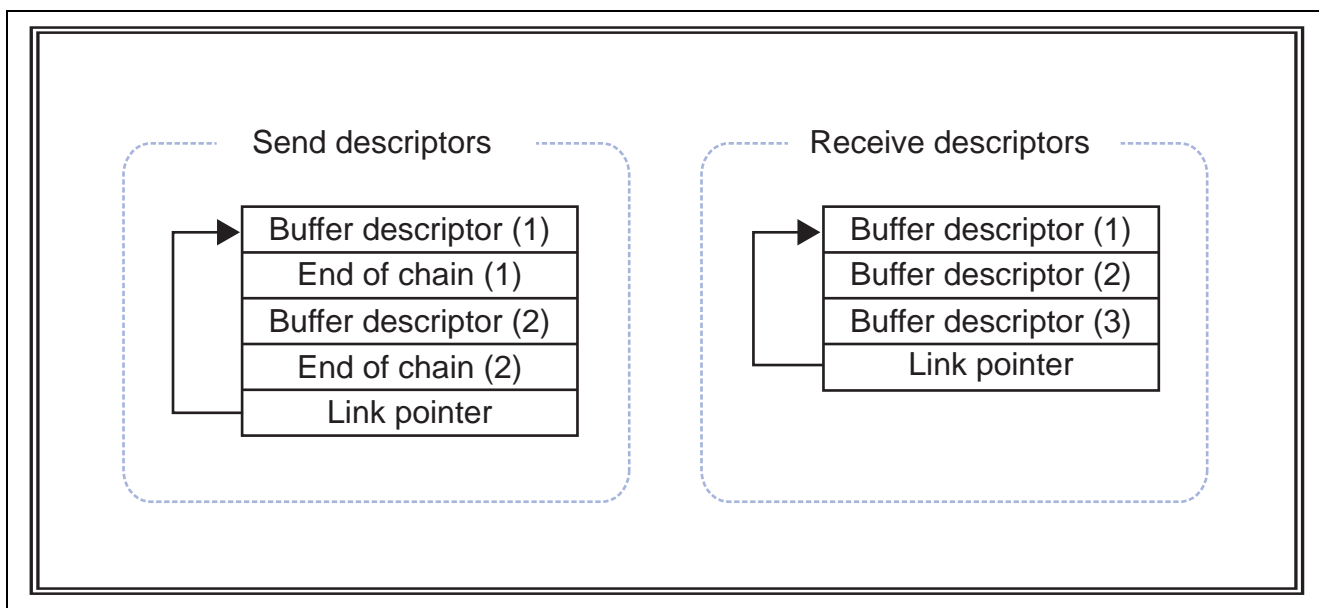 Send descriptors
Buffer descriptor (1)
End of chain (1)
Buffer descriptor (2)
End of chain (2)
Link pointer
Receive descriptors
Buffer descriptor (1)
Buffer descriptor (2)
Buffer descriptor (3)
Link pointer